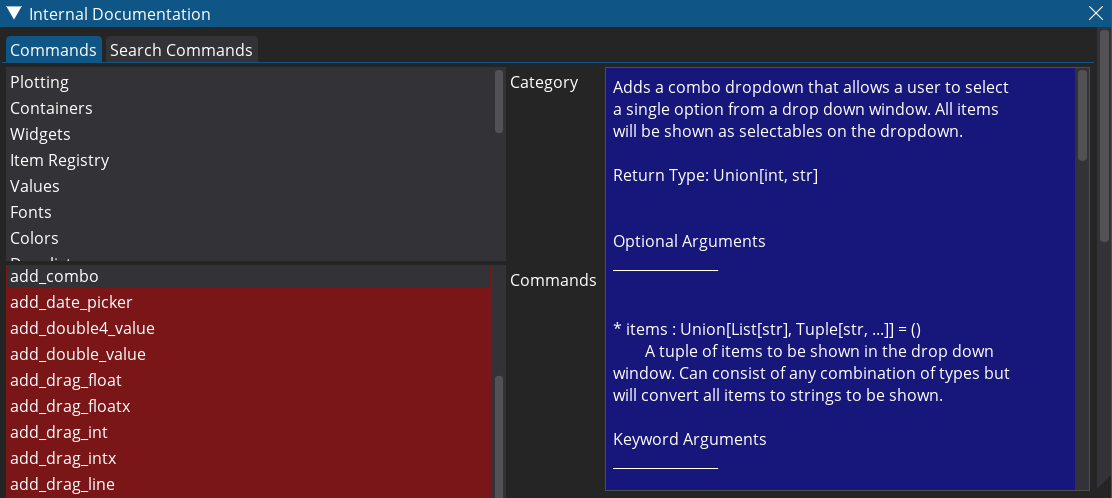 Internal Documentation
Commands
Search Commands
Plotting
Containers
Widgets
Item Registry
Values
Fonts
Colors
Category
add_combo
add_date_picker
add_double4_value
add_double_value
add_drag_float
add_drag_floatx
add_drag_int
add_drag_intx
add_drag_line
Commands
Adds a combo dropdown that allows a user to select
a single option from a drop down window. All items
will be shown as selectables on the dropdown.
Return Type: Union[int, str]
Optional Arguments
* items : Union[List[str], Tuple[str, ...]] = ()
A tuple of items to be shown in the drop down
window. Can consist of any combination of types but
will convert all items to strings to be shown.
Keyword Arguments